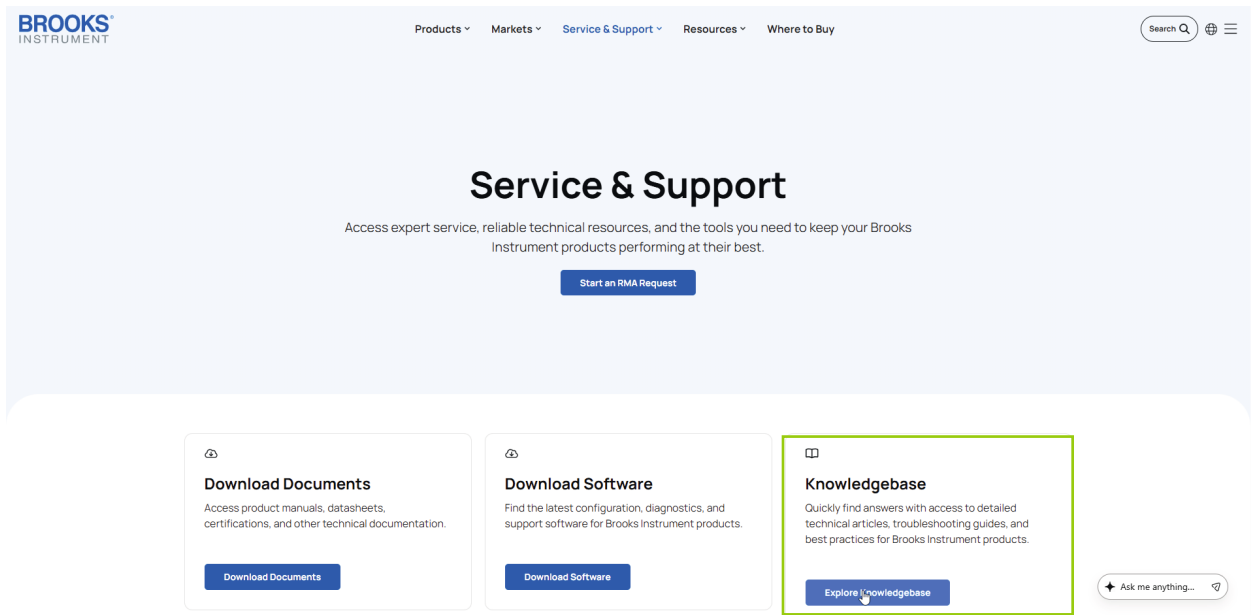 BROOKS®
INSTRUMENT
Products Markets Service & Support Resources Where to Buy
Search
Service & Support
Access expert service, reliable technical resources, and the tools you need to keep your Brooks
Instrument products performing at their best.
Start an RMA Request
Download Documents
Access product manuals, datasheets,
certifications, and other technical documentation.
Download Documents
Download Software
Find the latest configuration, diagnostics, and
support software for Brooks Instrument products.
Download Software
Knowledgebase
Quickly find answers with access to detailed
technical articles, troubleshooting guides, and
best practices for Brooks Instrument products.
Explore Knowledgebase
Ask me anything...